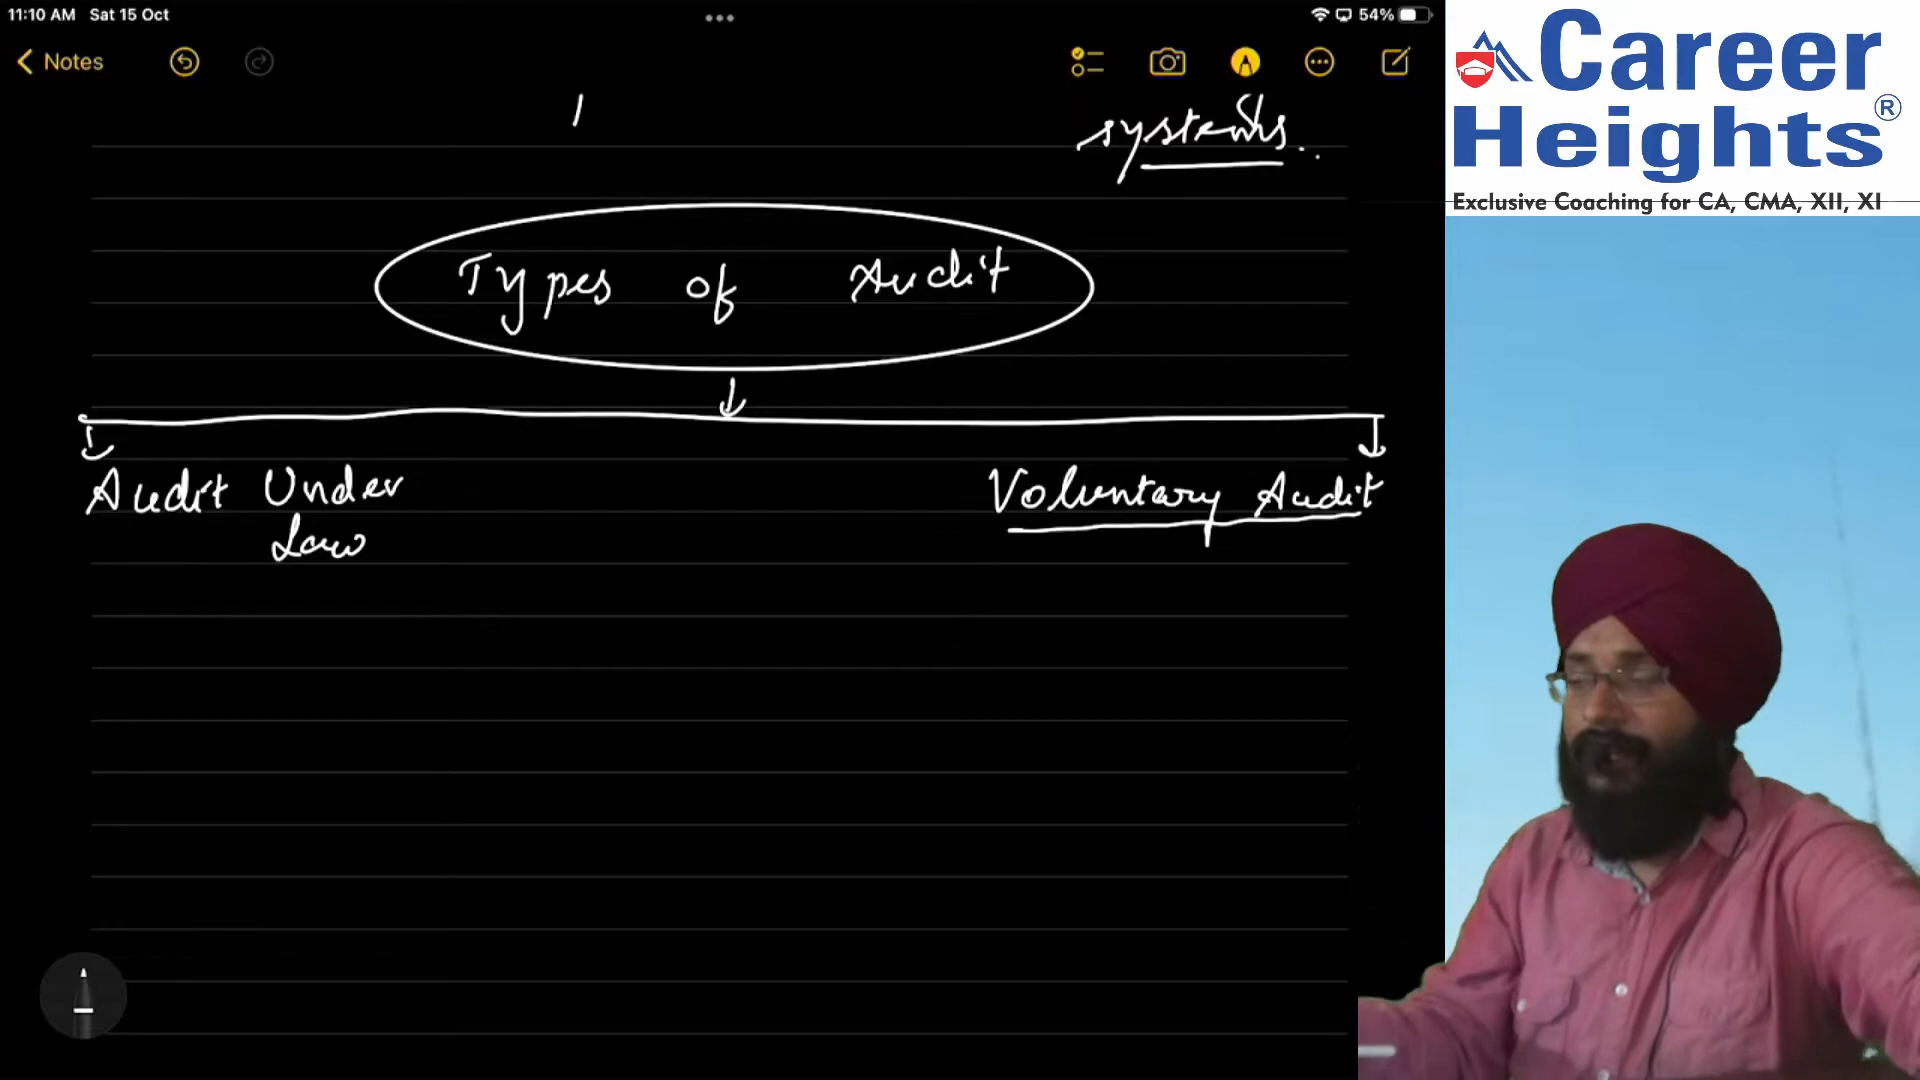 11:10 AM Sat 15 Oct
54%
Notes
systems..
Types of Audit
Audit Under
Law
Voluntary Audit
Career
Heights®
Exclusive Coaching for CA, CMA, XII, XI